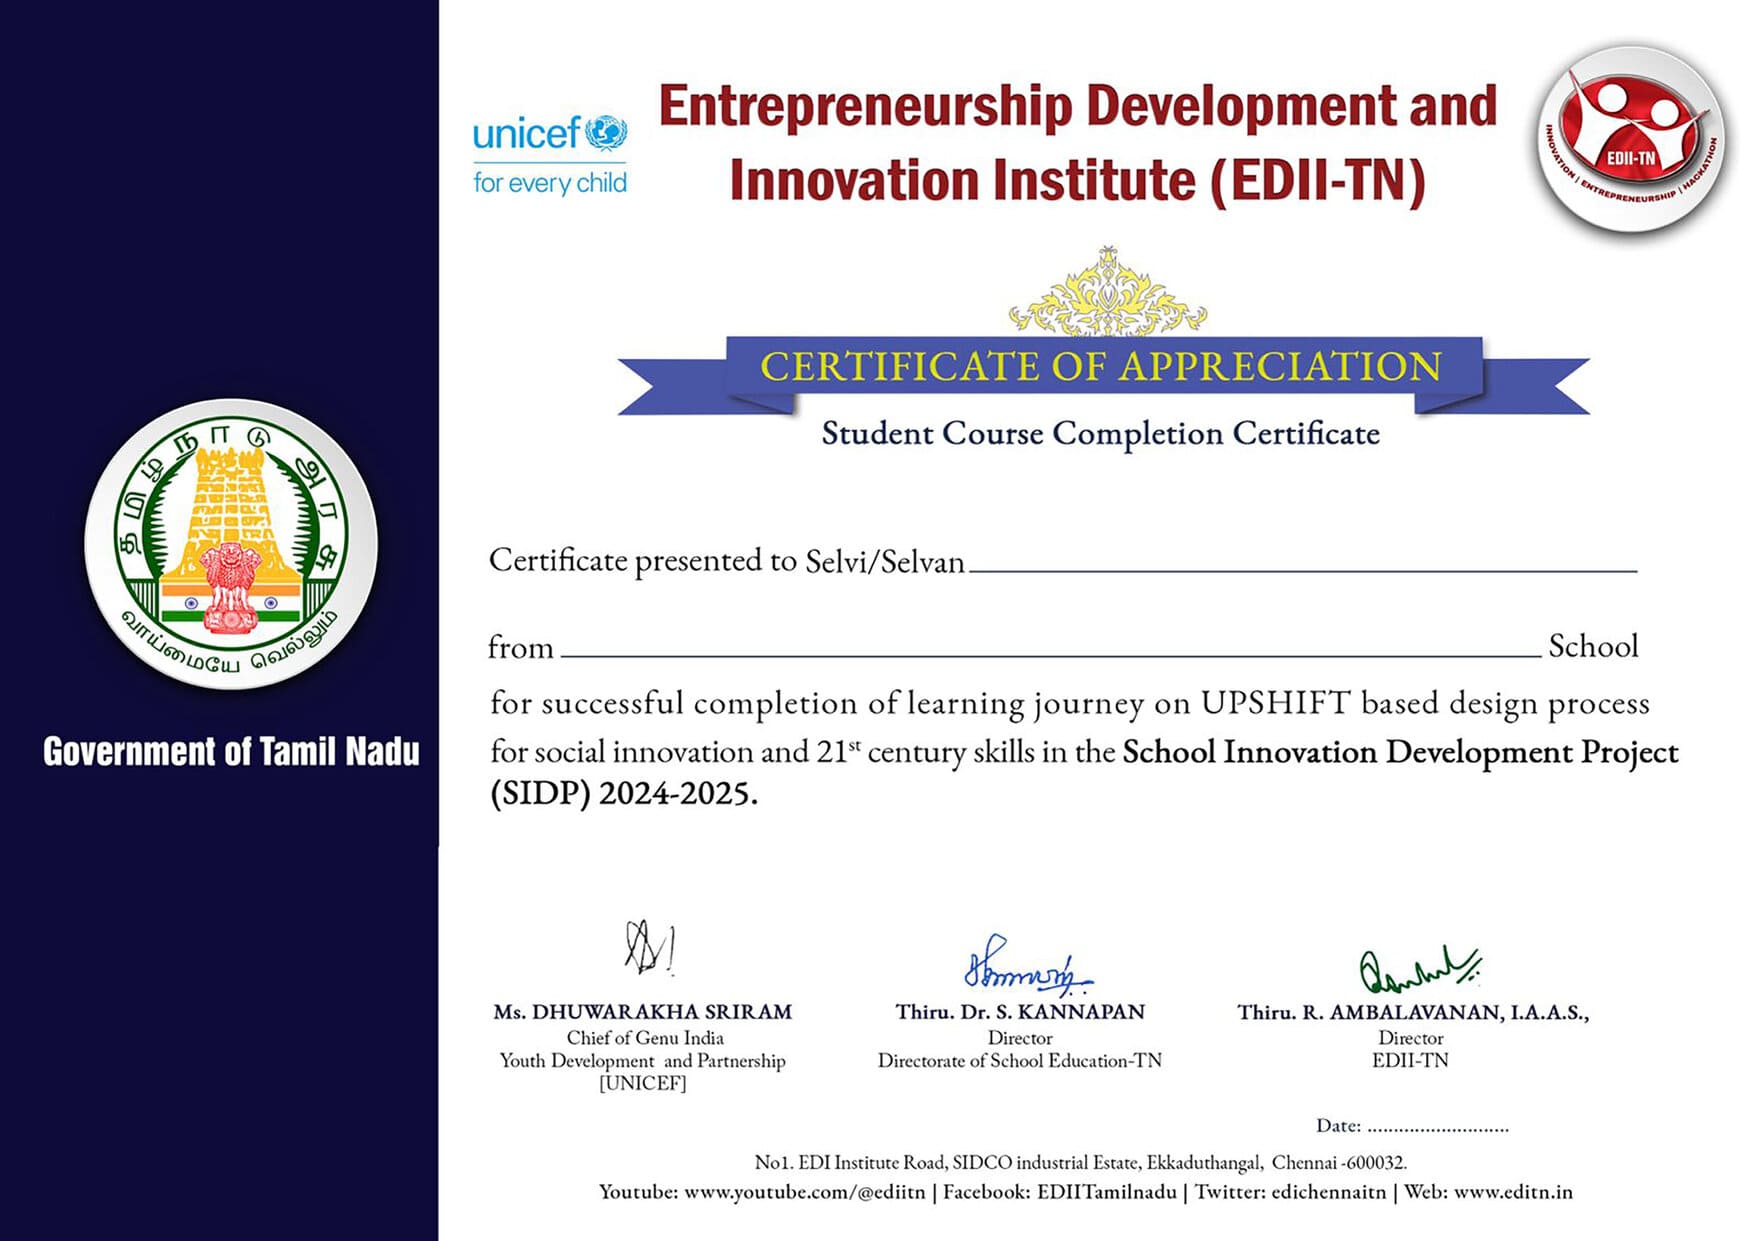 unicef
for every child
Entrepreneurship Development and
Innovation Institute (EDII-TN)
EDII-TN
INNOVATION | ENTREPRENEURSHIP | HACKATHON
CERTIFICATE OF APPRECIATION
Student Course Completion Certificate
தமிழ்நாடு அரசு
வாய்மையே வெல்லும்
Government of Tamil Nadu
Certificate presented to Selvi/Selvan
from School
for successful completion of learning journey on UPSHIFT based design process
for social innovation and 21st century skills in the School Innovation Development Project
(SIDP) 2024-2025.
Ms. DHUWARAKHA SRIRAM
Chief of Genu India
Youth Development and Partnership
[UNICEF]
Thiru. Dr. S. KANNAPAN
Director
Directorate of School Education-TN
Thiru. R. AMBALAVANAN, I.A.A.S.,
Director
EDII-TN
Date: ...........................
No1. EDI Institute Road, SIDCO industrial Estate, Ekkaduthangal, Chennai -600032.
Youtube: www.youtube.com/@ediitn | Facebook: EDIITamilnadu | Twitter: edichennaitn | Web: www.editn.in